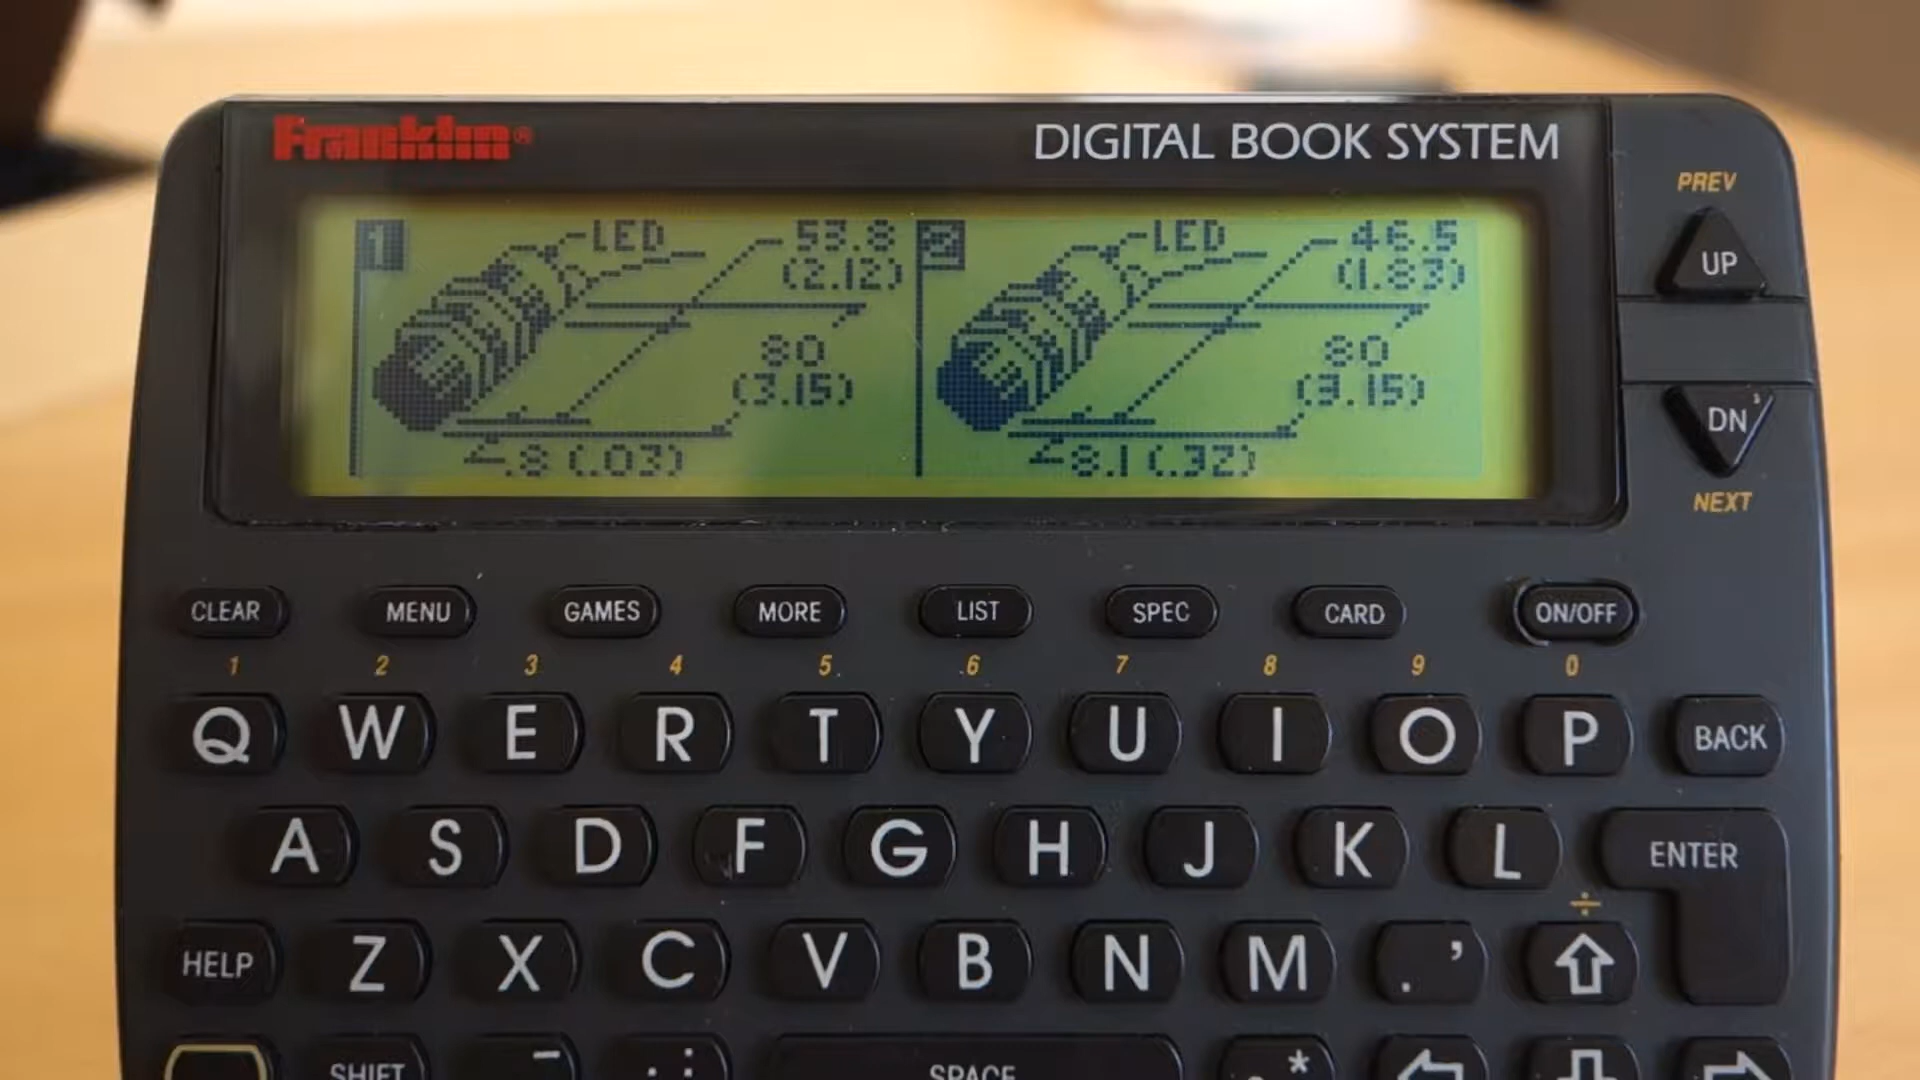 Franklin®
DIGITAL BOOK SYSTEM
1 LED 53.8
(2.12)
80
(3.15)
.8 (.03)
2 LED 46.5
(1.83)
80
(3.15)
8.1 (.32)
PREV
UP
DN
NEXT
CLEAR MENU GAMES MORE LIST SPEC CARD ON/OFF
1 2 3 4 5 6 7 8 9 0
Q W E R T Y U I O P BACK
A S D F G H J K L ENTER
÷
HELP Z X C V B N M . ’
SHIFT - : SPACE *